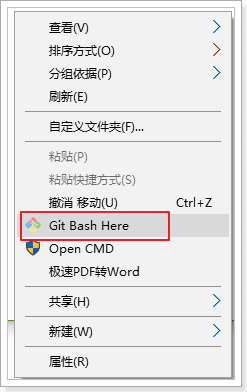 查看(V)
排序方式(O)
分组依据(P)
刷新(E)
自定义文件夹(F)...
粘贴(P)
粘贴快捷方式(S)
撤消 移动(U) Ctrl+Z
Git Bash Here
Open CMD
极速PDF转Word
共享(H)
新建(W)
属性(R)